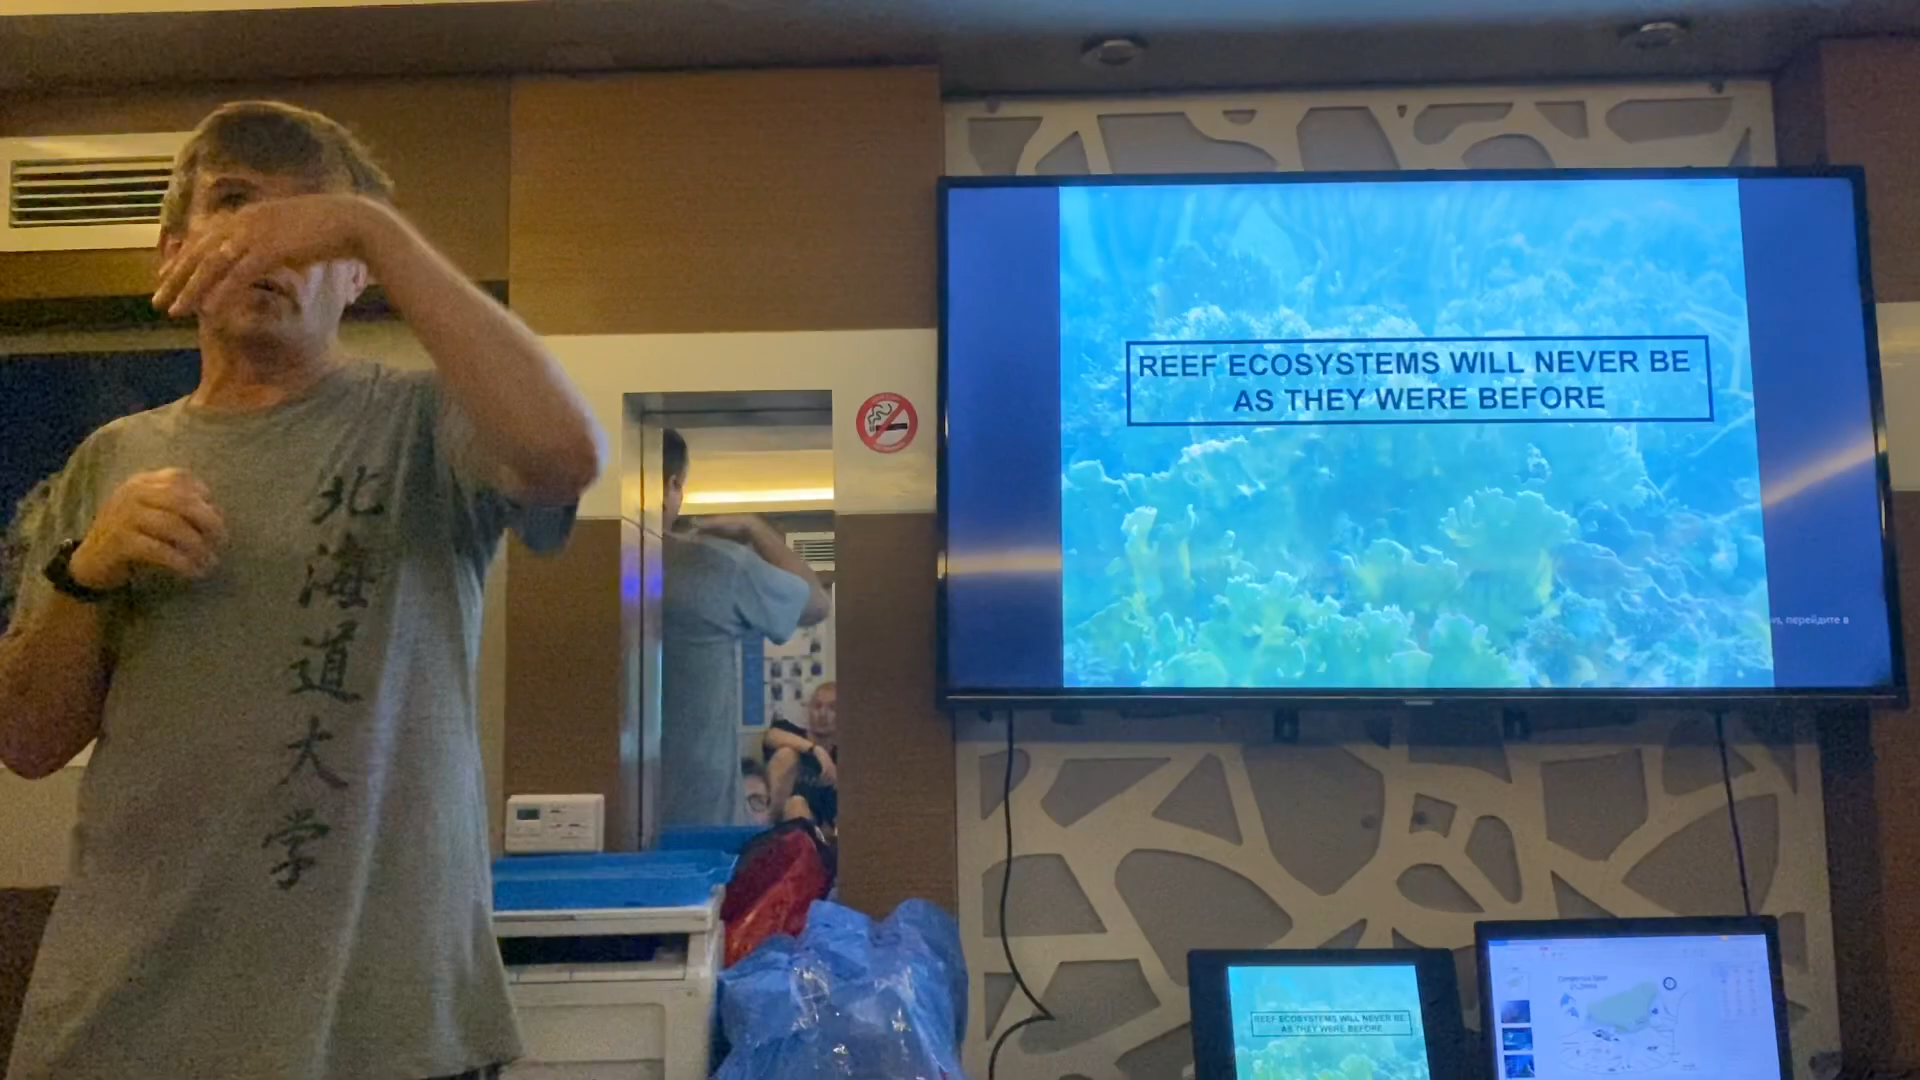 北海道大学
REEF ECOSYSTEMS WILL NEVER BE
AS THEY WERE BEFORE
перейдите в
REEF ECOSYSTEMS WILL NEVER BE
AS THEY WERE BEFORE